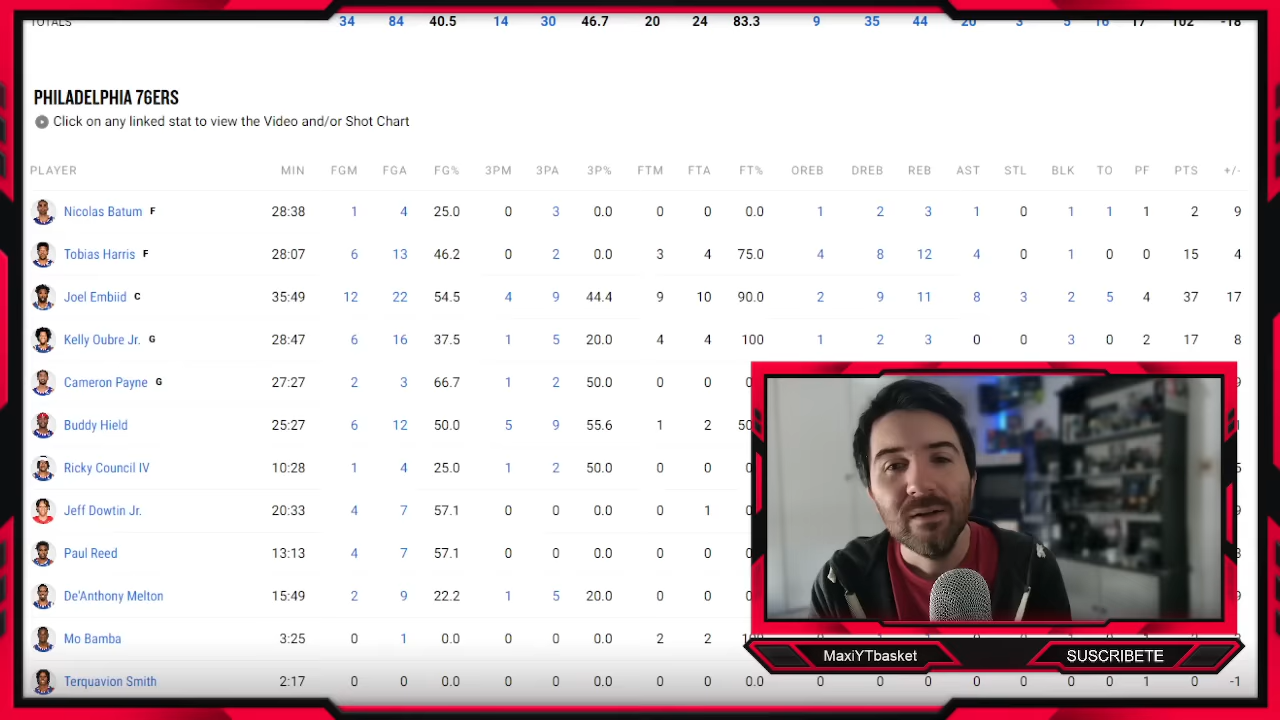 TOTALS 34 84 40.5 14 30 46.7 20 24 83.3 9 35 44 20 3 5 16 17 102 -18
PHILADELPHIA 76ERS
Click on any linked stat to view the Video and/or Shot Chart
PLAYER MIN FGM FGA FG% 3PM 3PA 3P% FTM FTA FT% OREB DREB REB AST STL BLK TO PF PTS +/-
Nicolas Batum F 28:38 1 4 25.0 0 3 0.0 0 0 0.0 1 2 3 1 0 1 1 1 2 9
Tobias Harris F 28:07 6 13 46.2 0 2 0.0 3 4 75.0 4 8 12 4 0 1 0 0 15 4
Joel Embiid C 35:49 12 22 54.5 4 9 44.4 9 10 90.0 2 9 11 8 3 2 5 4 37 17
Kelly Oubre Jr. G 28:47 6 16 37.5 1 5 20.0 4 4 100 1 2 3 0 0 3 0 2 17 8
Cameron Payne G 27:27 2 3 66.7 1 2 50.0 0 0
Buddy Hield 25:27 6 12 50.0 5 9 55.6 1 2
Ricky Council IV 10:28 1 4 25.0 1 2 50.0 0 0
Jeff Dowtin Jr. 20:33 4 7 57.1 0 0 0.0 0 1
Paul Reed 13:13 4 7 57.1 0 0 0.0 0 0
De'Anthony Melton 15:49 2 9 22.2 1 5 20.0 0 0
Mo Bamba 3:25 0 1 0.0 0 0 0.0 2 2
Terquavion Smith 2:17 0 0 0.0 0 0 0.0 0 0 0.0 0 0 0 0 0 0 0 1 0 -1
MaxiYTbasket
SUSCRIBETE